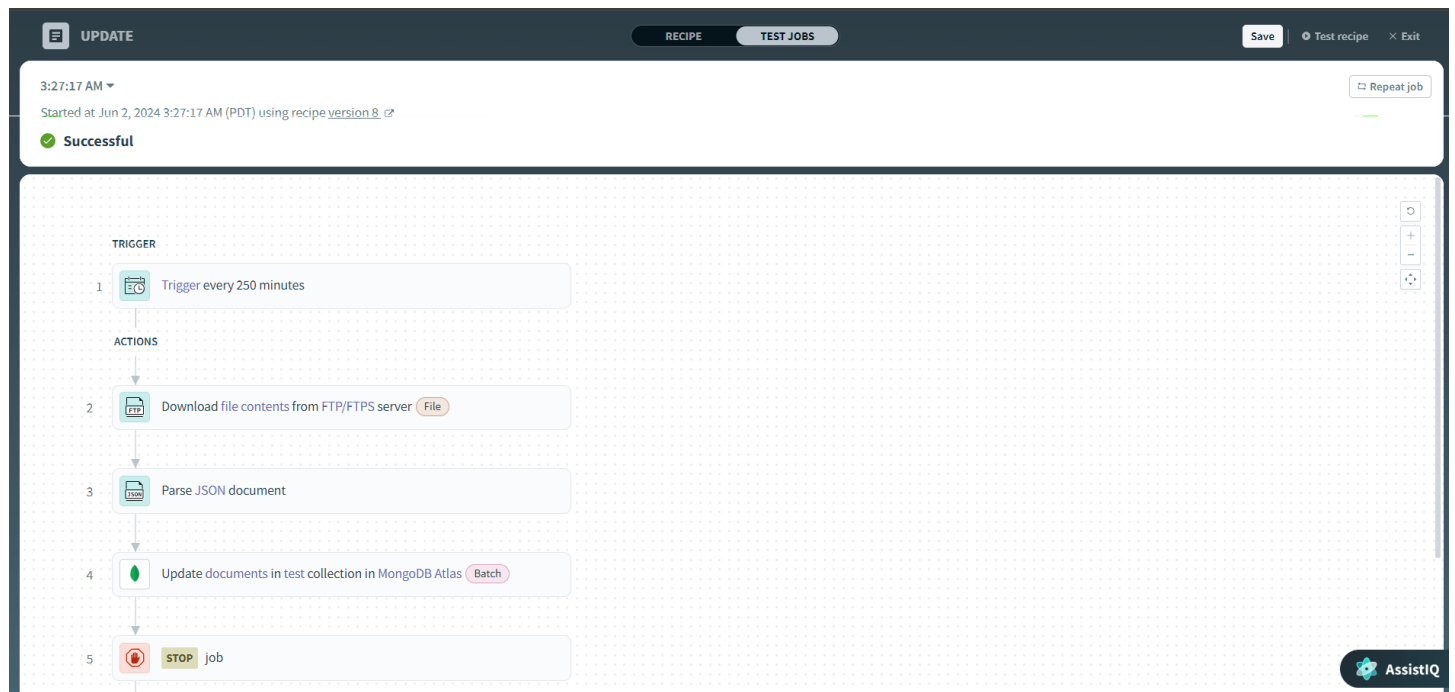 UPDATE
RECIPE
TEST JOBS
Save
Test recipe
Exit
3:27:17 AM
Repeat job
Started at Jun 2, 2024 3:27:17 AM (PDT) using recipe version 8
Successful
TRIGGER
1 Trigger every 250 minutes
ACTIONS
2 FTP Download file contents from FTP/FTPS server File
3 JSON Parse JSON document
4 Update documents in test collection in MongoDB Atlas Batch
5 STOP job
AssistIQ